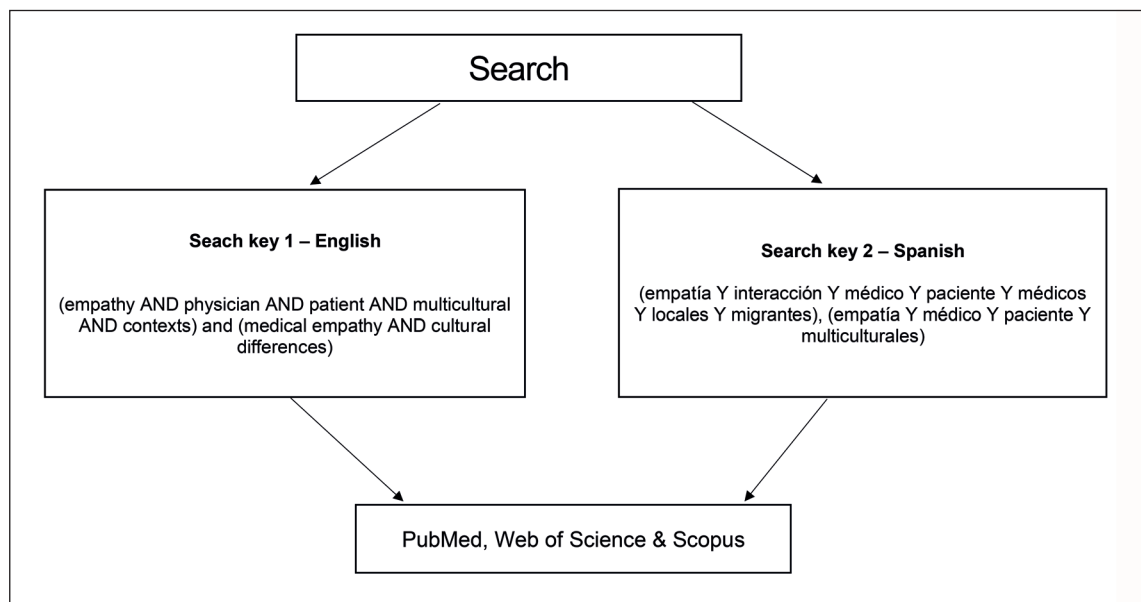 Search
Seach key 1 – English
(empathy AND physician AND patient AND multicultural
AND contexts) and (medical empathy AND cultural
differences)
Search key 2 – Spanish
(empatía Y interacción Y médico Y paciente Y médicos
Y locales Y migrantes), (empatía Y médico Y paciente Y
multiculturales)
PubMed, Web of Science & Scopus